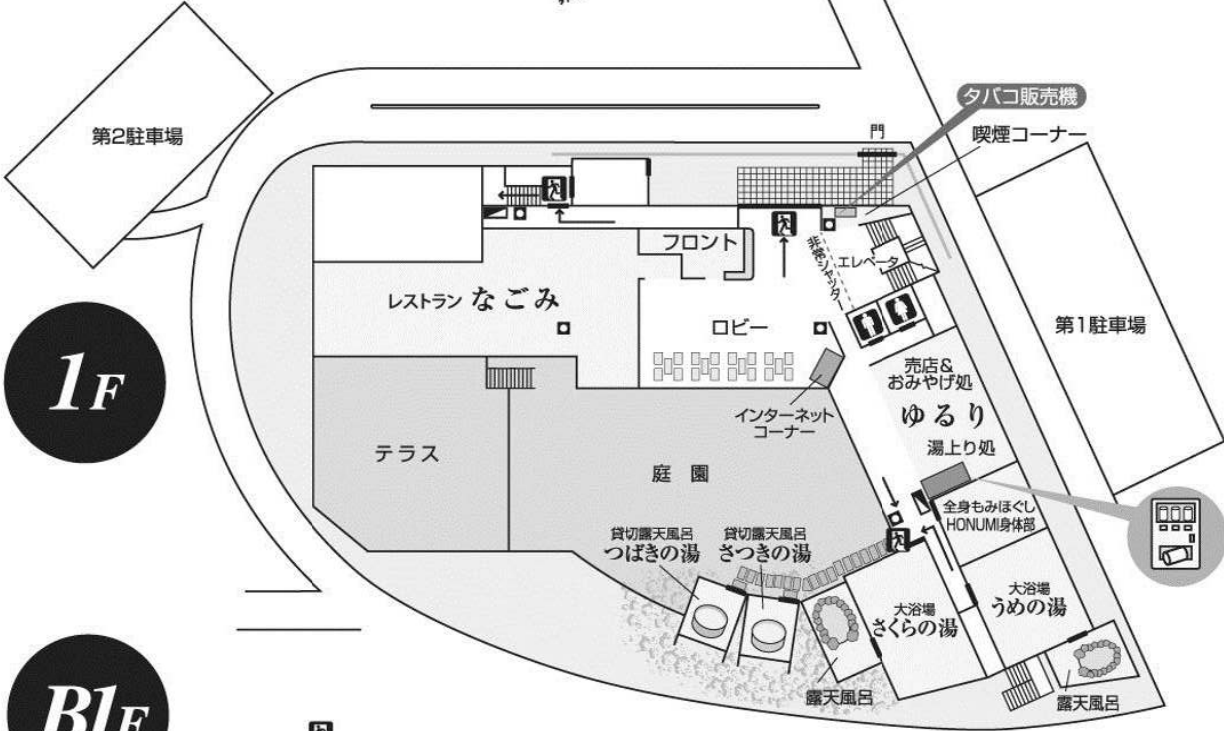 タバコ販売機
門
喫煙コーナー
第2駐車場
フロント
非常シャッター
エレベータ
レストラン なごみ
ロビー
第1駐車場
1F
売店&
おみやげ処
ゆるり
湯上り処
インターネット
コーナー
テラス
庭園
全身もみほぐし
HONUMI身体部
貸切露天風呂
つばきの湯
貸切露天風呂
さつきの湯
大浴場
さくらの湯
大浴場
うめの湯
露天風呂
露天風呂
B1F